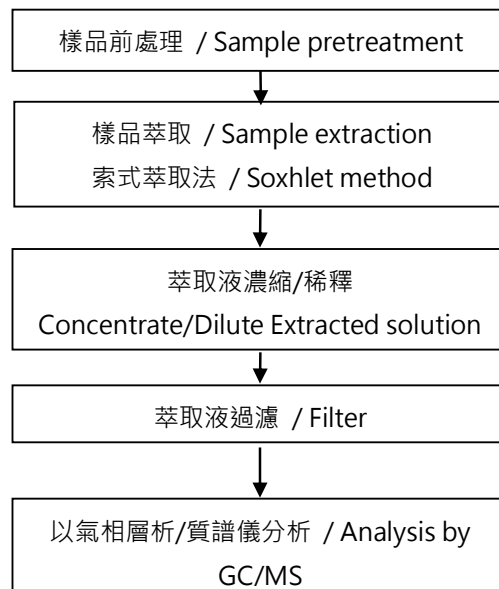 樣品前處理 / Sample pretreatment
樣品萃取 / Sample extraction
索式萃取法 / Soxhlet method
萃取液濃縮/稀釋
Concentrate/Dilute Extracted solution
萃取液過濾 / Filter
以氣相層析/質譜儀分析 / Analysis by
GC/MS